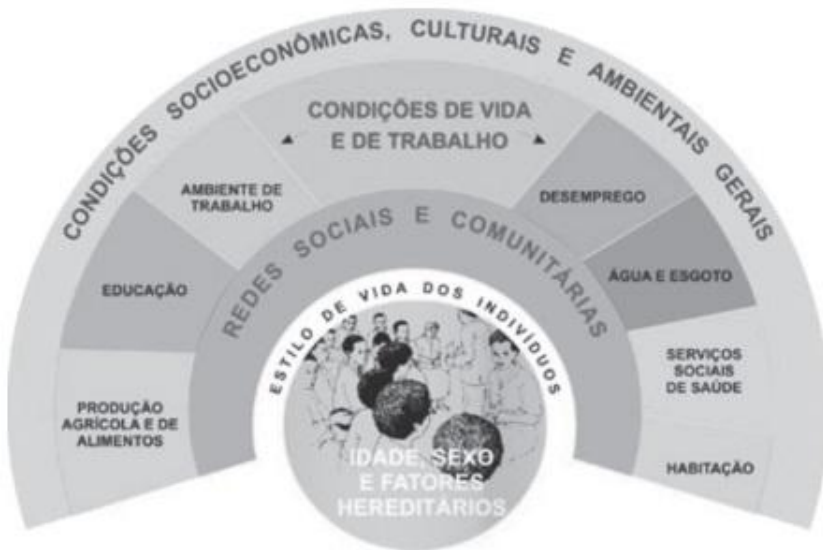 CONDIÇÕES SOCIOECONÔMICAS, CULTURAIS E AMBIENTAIS GERAIS
CONDIÇÕES DE VIDA
E DE TRABALHO
AMBIENTE DE
TRABALHO
DESEMPREGO
REDES SOCIAIS E COMUNITÁRIAS
EDUCAÇÃO
ÁGUA E ESGOTO
ESTILO DE VIDA DOS INDIVÍDUOS
SERVIÇOS
SOCIAIS
DE SAÚDE
PRODUÇÃO
AGRÍCOLA E DE
ALIMENTOS
HABITAÇÃO
IDADE, SEXO
E FATORES
HEREDITÁRIOS